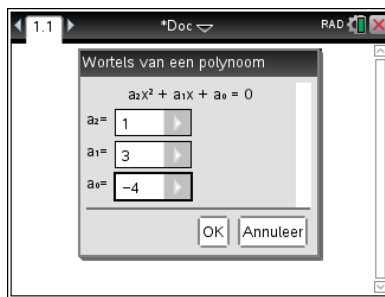 1.1 *Doc RAD
Wortels van een polynoom
a₂x² + a₁x + a₀ = 0
a₂= 1
a₁= 3
a₀= -4
OK Annuleer